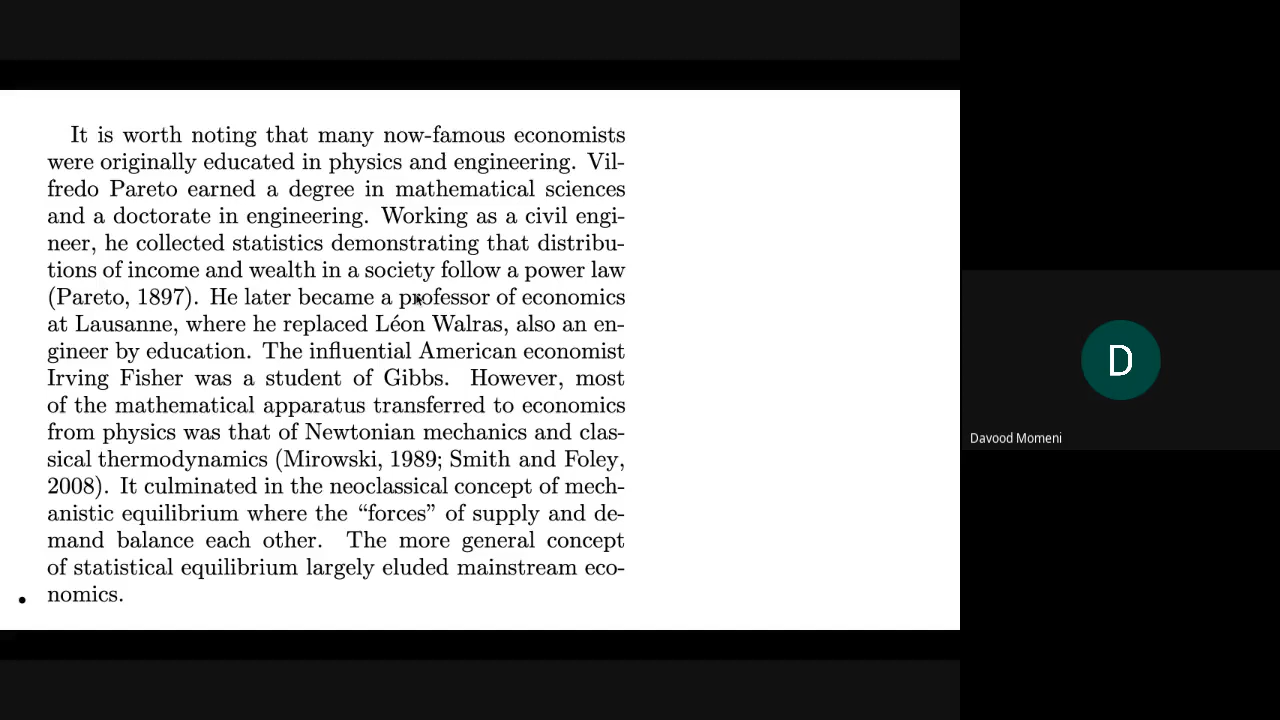 It is worth noting that many now-famous economists
were originally educated in physics and engineering. Vil-
fredo Pareto earned a degree in mathematical sciences
and a doctorate in engineering. Working as a civil engi-
neer, he collected statistics demonstrating that distribu-
tions of income and wealth in a society follow a power law
(Pareto, 1897). He later became a professor of economics
at Lausanne, where he replaced Léon Walras, also an en-
gineer by education. The influential American economist
Irving Fisher was a student of Gibbs. However, most
of the mathematical apparatus transferred to economics
from physics was that of Newtonian mechanics and clas-
sical thermodynamics (Mirowski, 1989; Smith and Foley,
2008). It culminated in the neoclassical concept of mech-
anistic equilibrium where the “forces” of supply and de-
mand balance each other. The more general concept
of statistical equilibrium largely eluded mainstream eco-
• nomics.
D
Davood Momeni